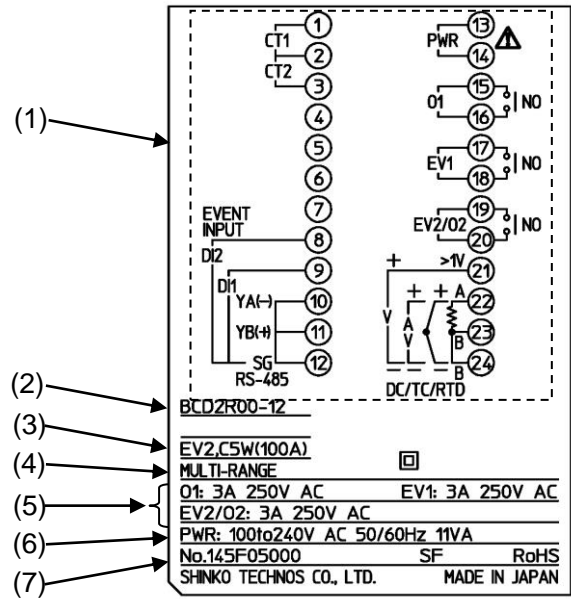 (1)
CT1
CT2
1
2
3
4
5
6
7
8
9
10
11
12
EVENT
INPUT
DI2
DI1
YA(-)
YB(+)
SG
RS-485
PWR
13
14
O1
15
16
NO
EV1
17
18
NO
EV2/O2
19
20
NO
+ >1V 21
+ + A 22
V A V 23
B
B 24
DC/TC/RTD
(2) BCD2R00-12
(3) EV2,C5W(100A)
(4) MULTI-RANGE
(5) O1: 3A 250V AC EV1: 3A 250V AC
EV2/O2: 3A 250V AC
(6) PWR: 100to240V AC 50/60Hz 11VA
(7) No.145F05000 SF RoHS
SHINKO TECHNOS CO., LTD. MADE IN JAPAN